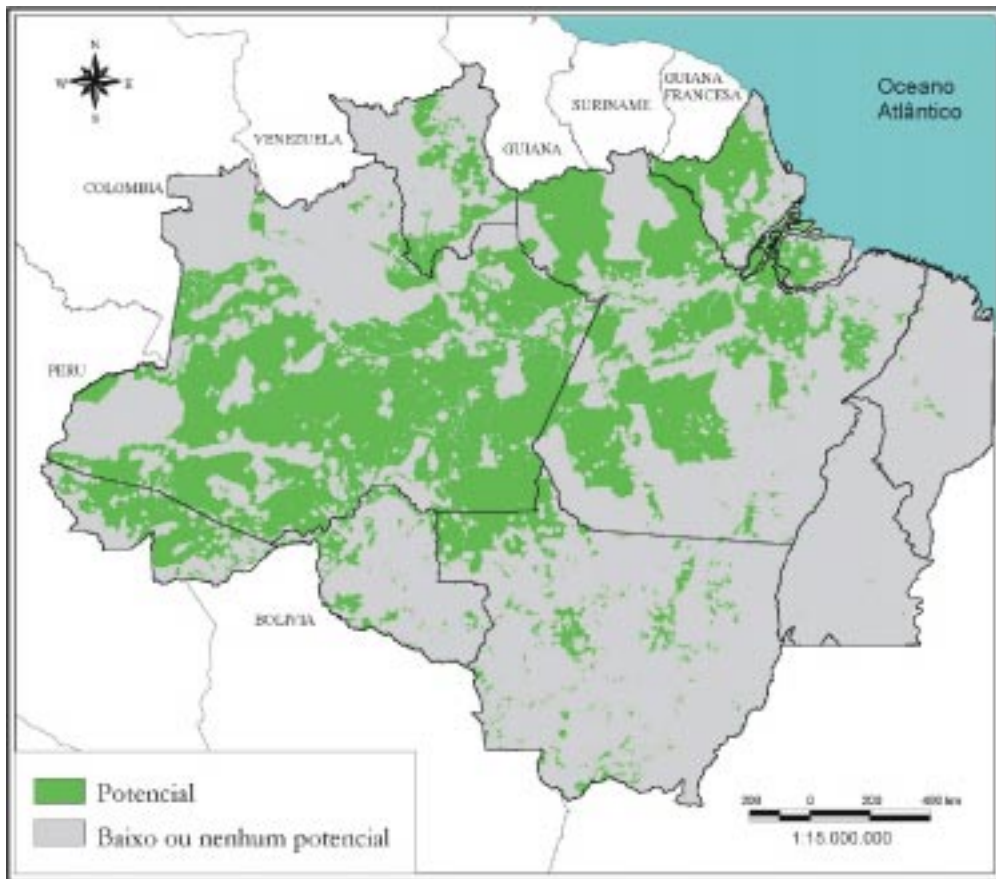 N
W E
S
Oceano
Atlântico
GUIANA
FRANCESA
SURINAME
GUIANA
VENEZUELA
COLOMBIA
PERU
BOLIVIA
Potencial
Baixo ou nenhum potencial
200 0 200 400 km
1:15.000.000